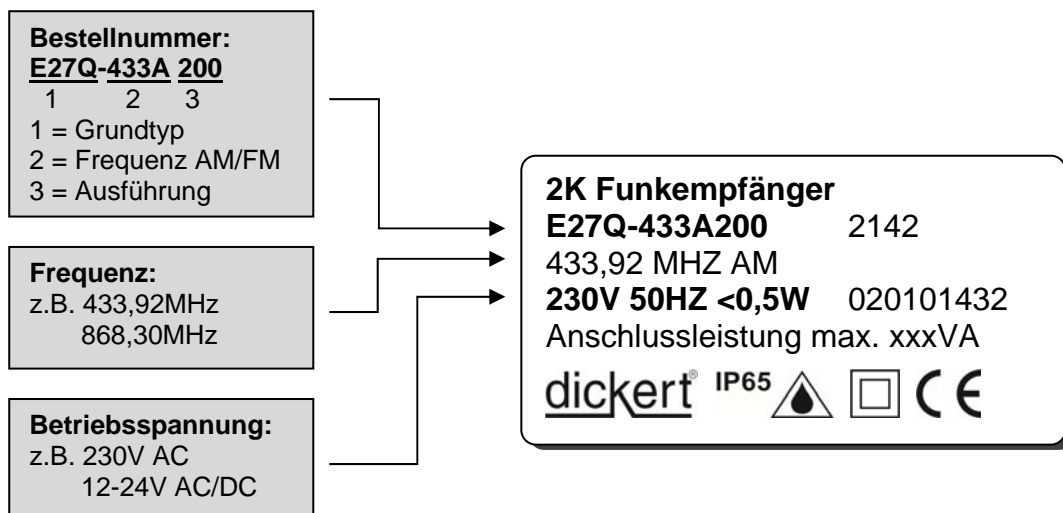 Bestellnummer:
E27Q-433A 200
1 2 3
1 = Grundtyp
2 = Frequenz AM/FM
3 = Ausführung
Frequenz:
z.B. 433,92MHz
868,30MHz
Betriebsspannung:
z.B. 230V AC
12-24V AC/DC
2K Funkempfänger
E27Q-433A200 2142
433,92 MHZ AM
230V 50HZ <0,5W 020101432
Anschlussleistung max. xxxVA
dickert® IP65 CE